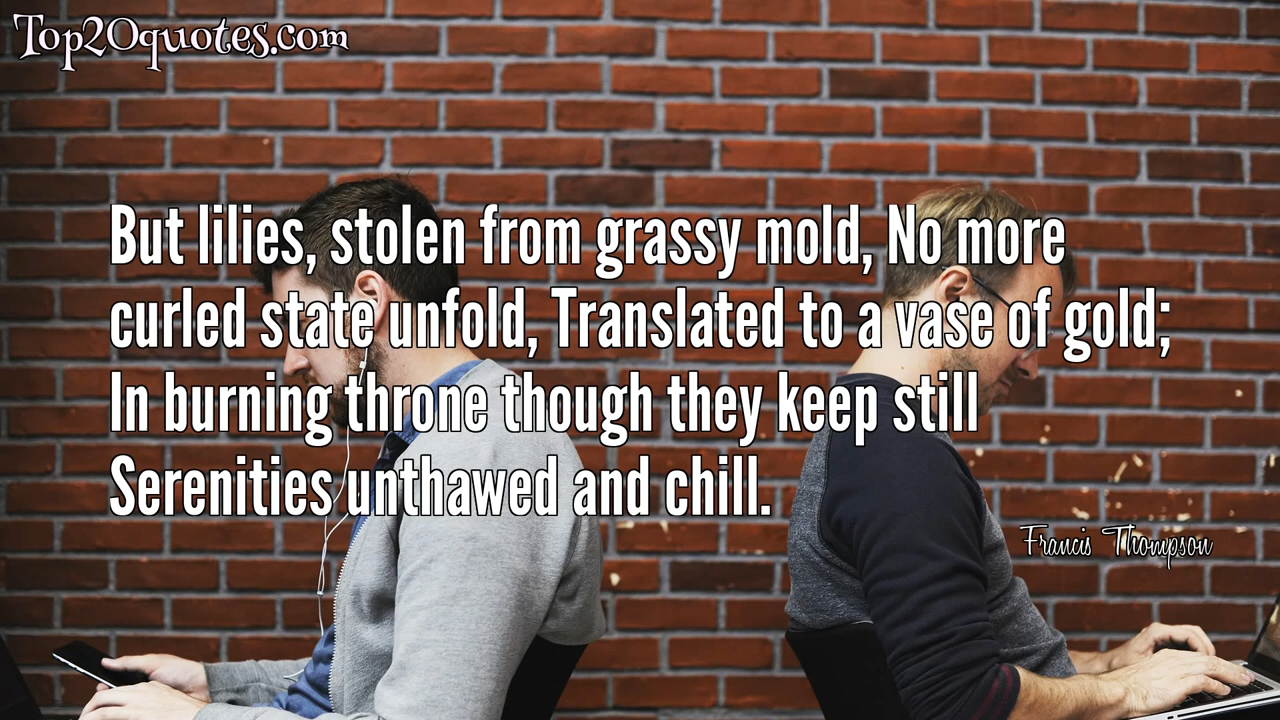 Top20quotes.com
But lilies, stolen from grassy mold, No more
curled state unfold, Translated to a vase of gold;
In burning throne though they keep still
Serenities unthawed and chill.
Francis Thompson